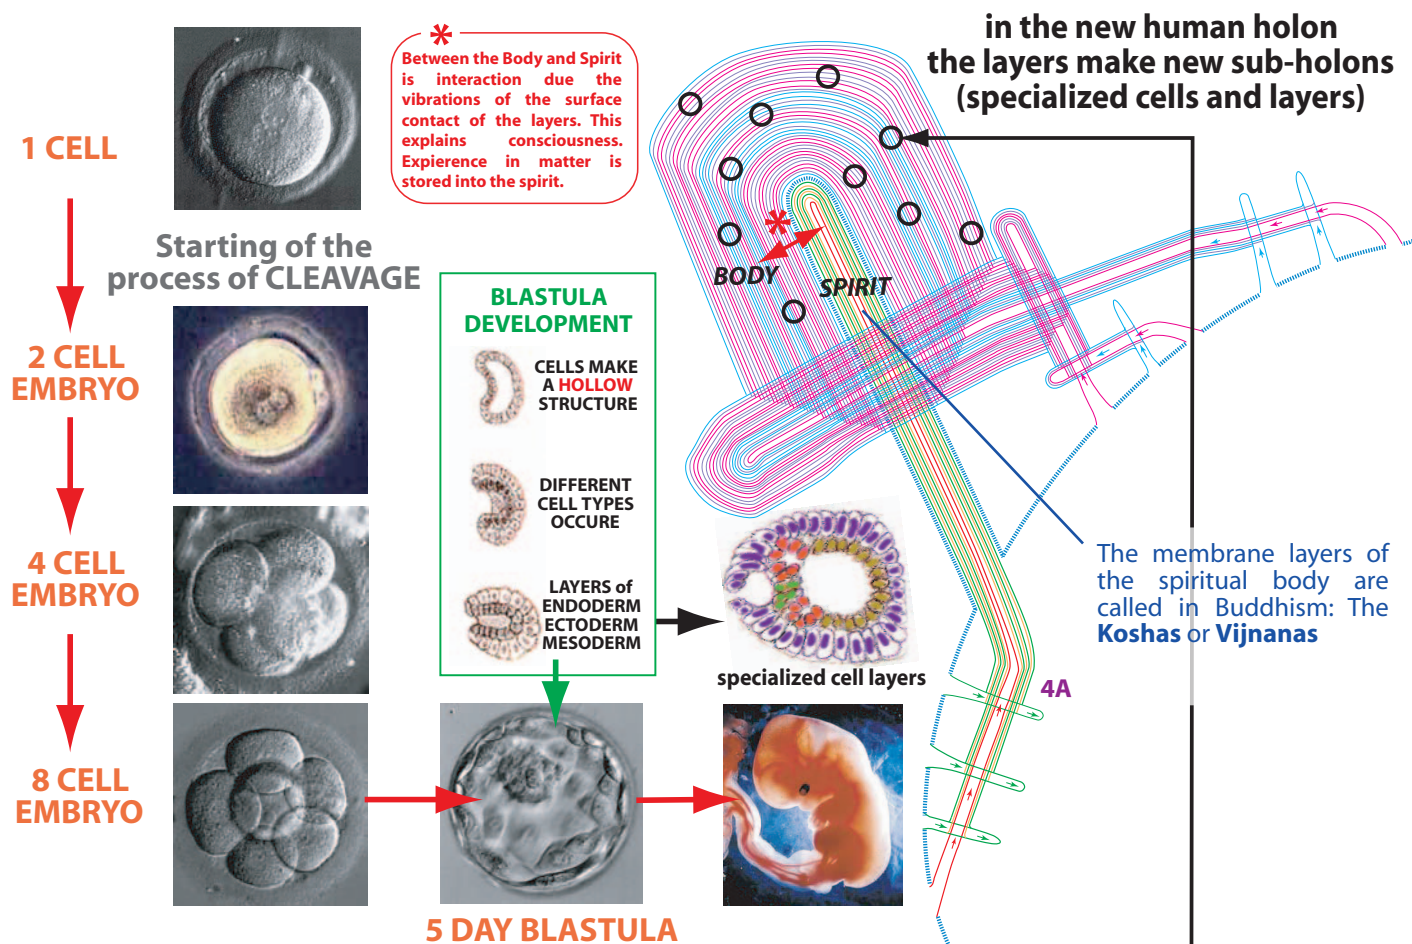 in the new human holon
the layers make new sub-holons
(specialized cells and layers)
*
Between the Body and Spirit
is interaction due the
vibrations of the surface
contact of the layers. This
explains consciousness.
Expierence in matter is
stored into the spirit.
1 CELL
Starting of the
process of CLEAVAGE
*
BODY
SPIRIT
BLASTULA
DEVELOPMENT
CELLS MAKE
A HOLLOW
STRUCTURE
2 CELL
EMBRYO
DIFFERENT
CELL TYPES
OCCURE
4 CELL
EMBRYO
LAYERS of
ENDODERM
ECTODERM
MESODERM
The membrane layers of
the spiritual body are
called in Buddhism: The
Koshas or Vijnanas
specialized cell layers
4A
8 CELL
EMBRYO
5 DAY BLASTULA